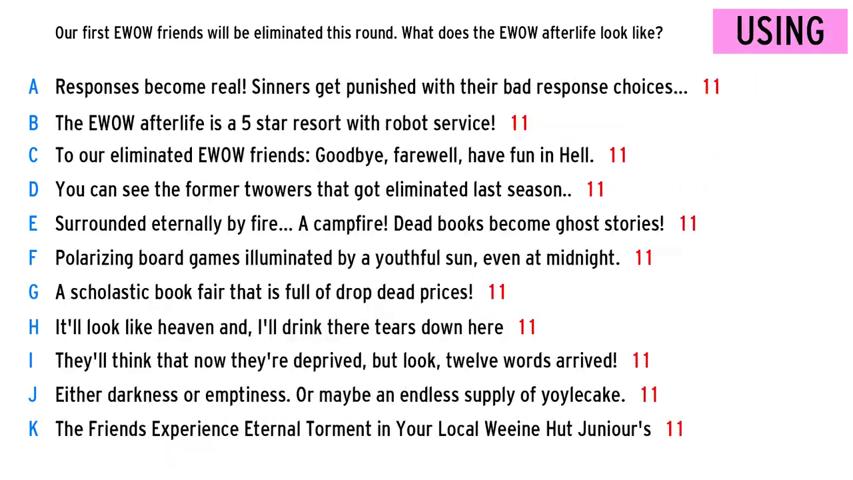 Our first EWOW friends will be eliminated this round. What does the EWOW afterlife look like?
USING
A Responses become real! Sinners get punished with their bad response choices... 11
B The EWOW afterlife is a 5 star resort with robot service! 11
C To our eliminated EWOW friends: Goodbye, farewell, have fun in Hell. 11
D You can see the former twowers that got eliminated last season.. 11
E Surrounded eternally by fire... A campfire! Dead books become ghost stories! 11
F Polarizing board games illuminated by a youthful sun, even at midnight. 11
G A scholastic book fair that is full of drop dead prices! 11
H It'll look like heaven and, I'll drink there tears down here 11
I They'll think that now they're deprived, but look, twelve words arrived! 11
J Either darkness or emptiness. Or maybe an endless supply of yoylecake. 11
K The Friends Experience Eternal Torment in Your Local Weeine Hut Juniour's 11